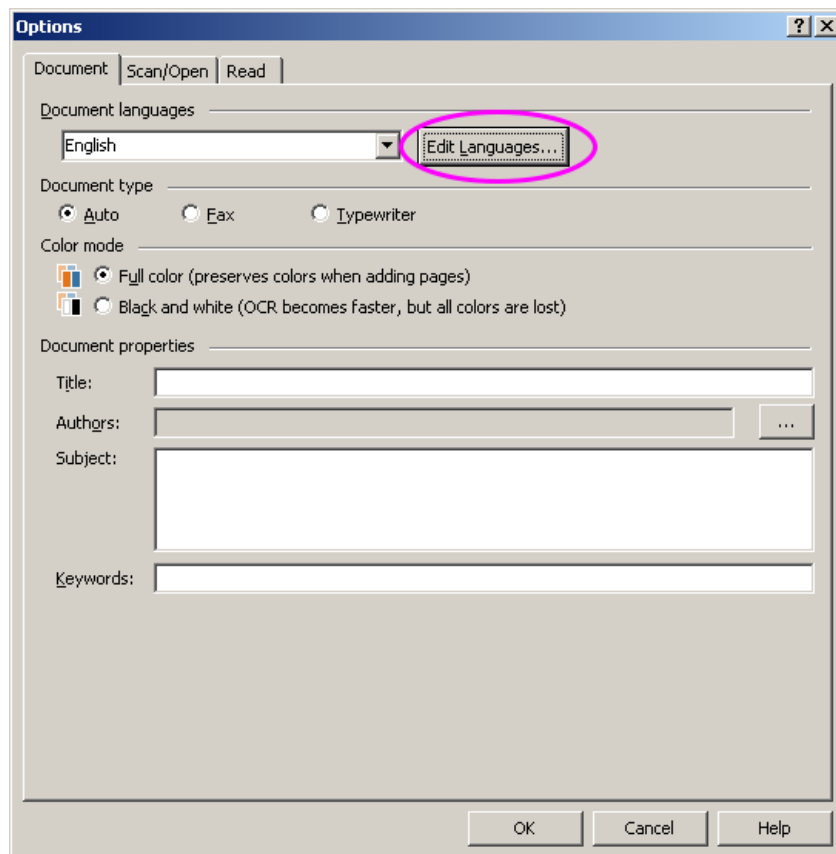 Options
Document Scan/Open Read
Document languages
English Edit Languages...
Document type
Auto Fax Typewriter
Color mode
Full color (preserves colors when adding pages)
Black and white (OCR becomes faster, but all colors are lost)
Document properties
Title:
Authors: ...
Subject:
Keywords:
OK Cancel Help